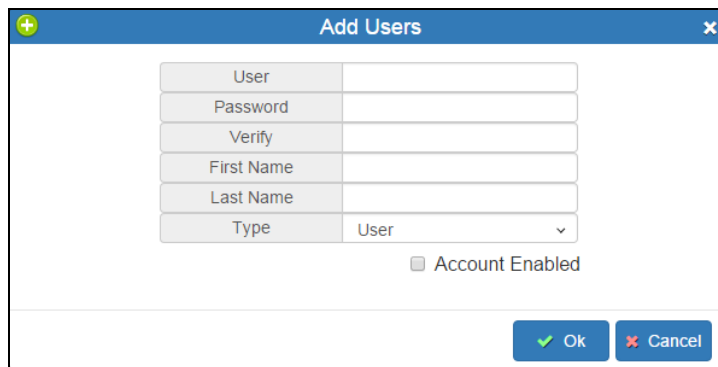 Add Users
User
Password
Verify
First Name
Last Name
Type User
Account Enabled
Ok Cancel